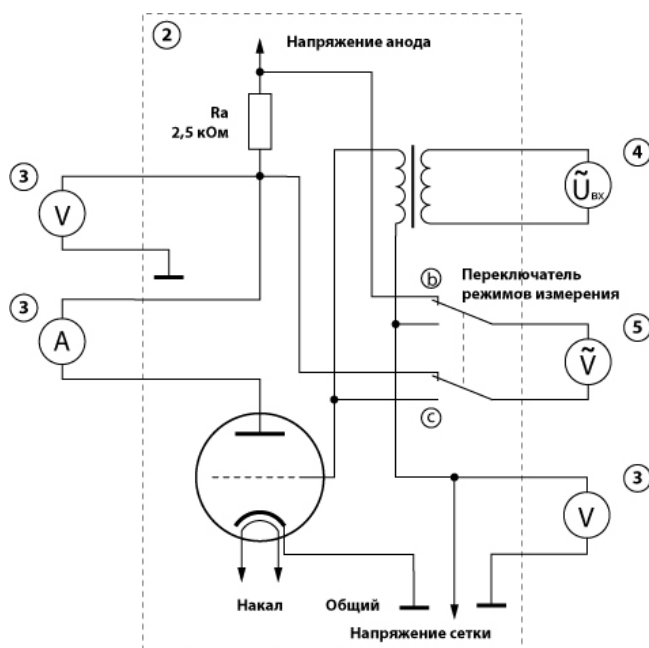 2
Напряжение анода
Ra
2,5 кОм
3
V
4
Ũвх
3
A
b
Переключатель
режимов измерения
5
Ṽ
c
3
V
Накал
Общий
Напряжение сетки